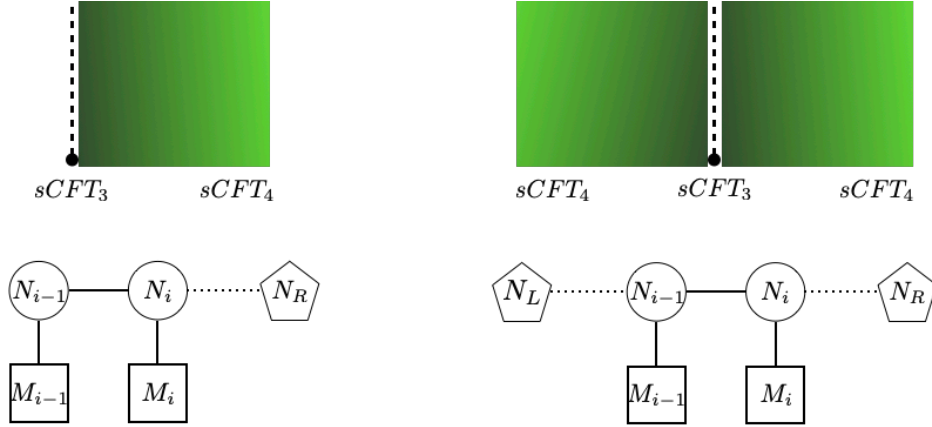 $sCFT_3$ $sCFT_4$ $sCFT_4$ $sCFT_3$ $sCFT_4$
$N_{i-1}$ $N_i$ $N_R$ $N_L$ $N_{i-1}$ $N_i$ $N_R$
$M_{i-1}$ $M_i$ $M_{i-1}$ $M_i$